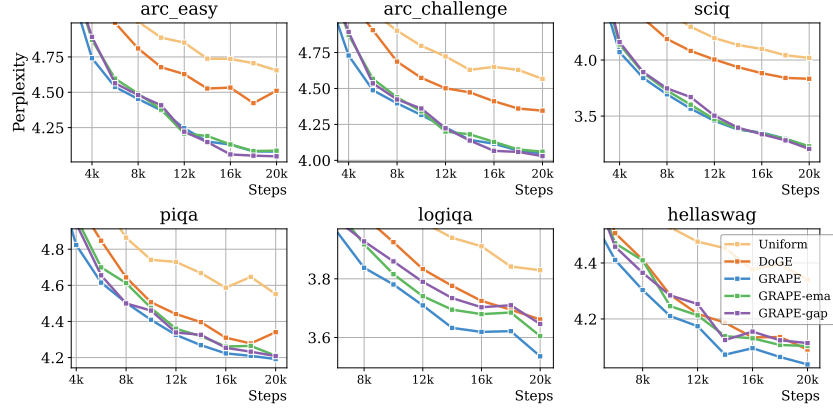 arc_easy
arc_challenge
sciq
Perplexity
4.75
4.50
4.25
4k 8k 12k 16k 20k
Steps
4.75
4.50
4.25
4.00
4k 8k 12k 16k 20k
Steps
4.0
3.5
4k 8k 12k 16k 20k
Steps
piqa
logiqa
hellaswag
4.8
4.6
4.4
4.2
4k 8k 12k 16k 20k
Steps
3.8
3.6
8k 12k 16k 20k
Steps
4.4
4.2
8k 12k 16k 20k
Steps
Uniform
DoGE
GRAPE
GRAPE-ema
GRAPE-gap